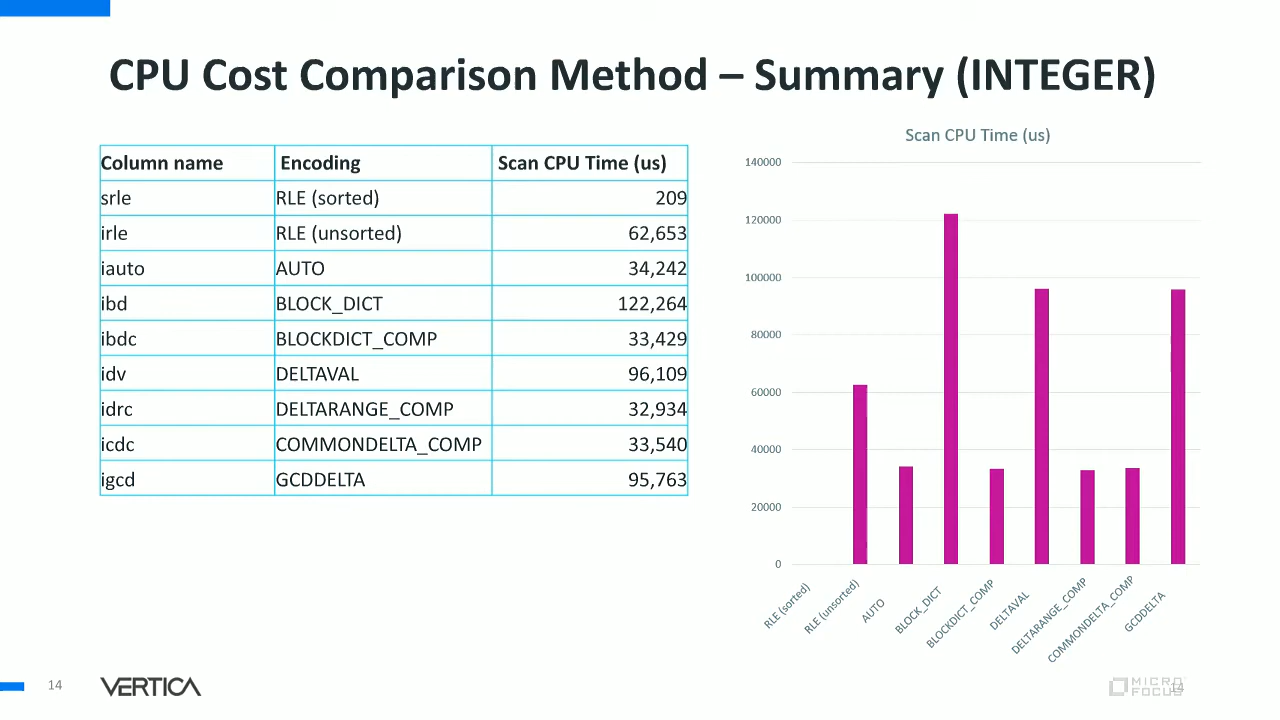 CPU Cost Comparison Method – Summary (INTEGER)
Column name Encoding Scan CPU Time (us)
srle RLE (sorted) 209
irle RLE (unsorted) 62,653
iauto AUTO 34,242
ibd BLOCK_DICT 122,264
ibdc BLOCKDICT_COMP 33,429
idv DELTAVAL 96,109
idrc DELTARANGE_COMP 32,934
icdc COMMONDELTA_COMP 33,540
igcd GCDDELTA 95,763
Scan CPU Time (us)
140000
120000
100000
80000
60000
40000
20000
0
RLE (sorted)
RLE (unsorted)
AUTO
BLOCK_DICT
BLOCKDICT_COMP
DELTAVAL
DELTARANGE_COMP
COMMONDELTA_COMP
GCDDELTA
14
VERTICA
MICRO
FOCUS
14